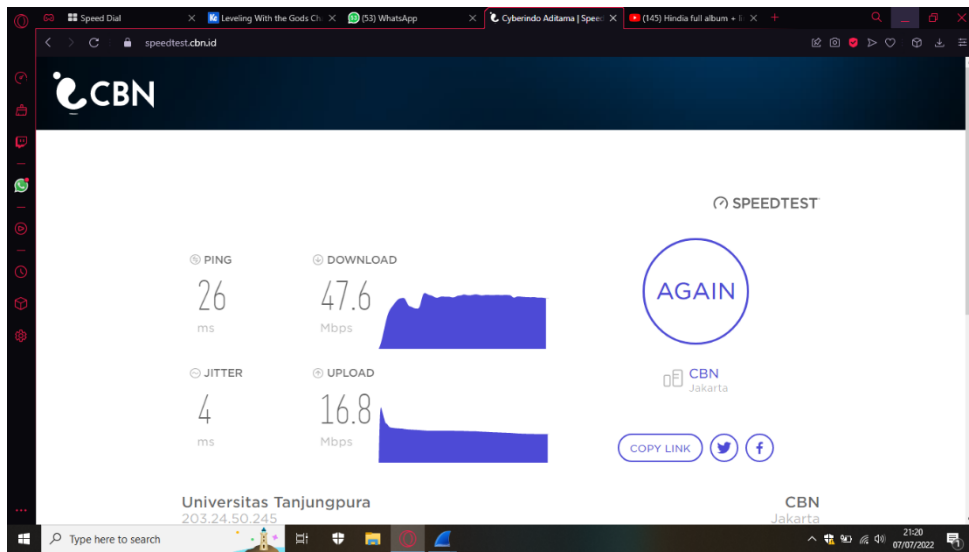 Speed Dial
Leveling With the Gods Ch
(53) WhatsApp
Cyberindo Aditama | Speed
(145) Hindia full album + li
speedtest.cbn.id
CBN
SPEEDTEST
PING
26
ms
DOWNLOAD
47.6
Mbps
AGAIN
JITTER
4
ms
UPLOAD
16.8
Mbps
CBN
Jakarta
COPY LINK
Universitas Tanjungpura
203.24.50.245
CBN
Jakarta
Type here to search
21:20
07/07/2022